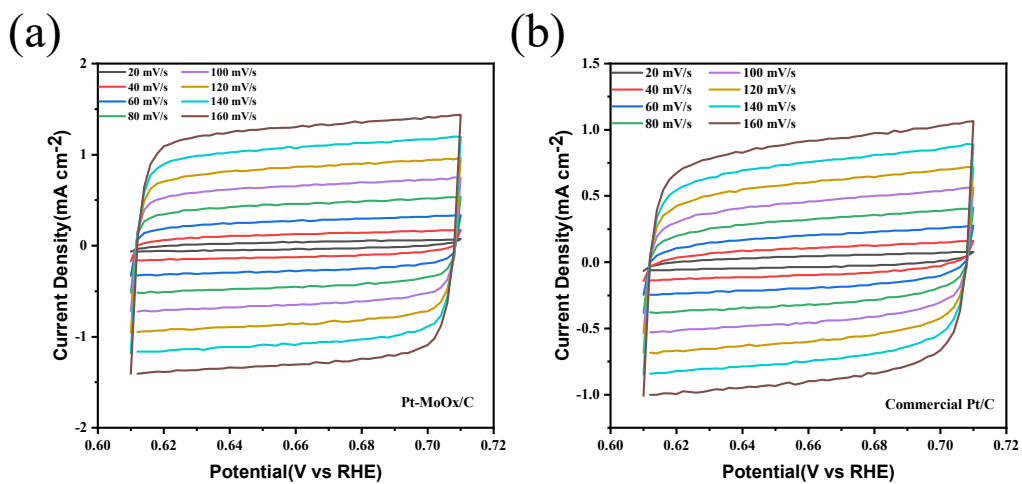 (a)
2
1
0
-1
-2
Current Density(mA cm-2)
20 mV/s 100 mV/s
40 mV/s 120 mV/s
60 mV/s 140 mV/s
80 mV/s 160 mV/s
Pt-MoOx/C
0.60 0.62 0.64 0.66 0.68 0.70 0.72
Potential(V vs RHE)
(b)
1.5
1.0
0.5
0.0
-0.5
-1.0
Current Density(mA cm-2)
20 mV/s 100 mV/s
40 mV/s 120 mV/s
60 mV/s 140 mV/s
80 mV/s 160 mV/s
Commercial Pt/C
0.60 0.62 0.64 0.66 0.68 0.70 0.72
Potential(V vs RHE)